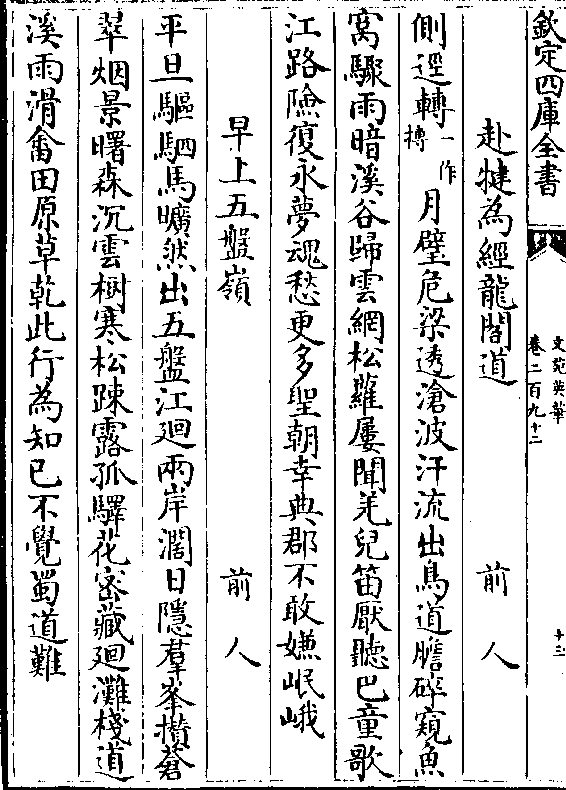 欽定四庫全書
文苑英華
卷二百九十二
十三
赴犍為經龍閣道 前人
側逕轉一作搏月壁危梁透滄波汗流出鳥道膽碎窺魚
窩驟雨暗溪谷歸雲網松蘿屢聞羌兒笛厭聽巴童歌
江路險復永夢魂愁更多聖朝幸典郡不敢嫌岷峨
早上五盤嶺 前人
平旦驅駟馬曠然出五盤江廻兩岸濶日隱羣峯攅蒼
翠烟景曙森沉雲樹寒松踈露孤驛花宻藏廻灘棧道
溪雨滑畬田原草乾此行為知已不覺蜀道難